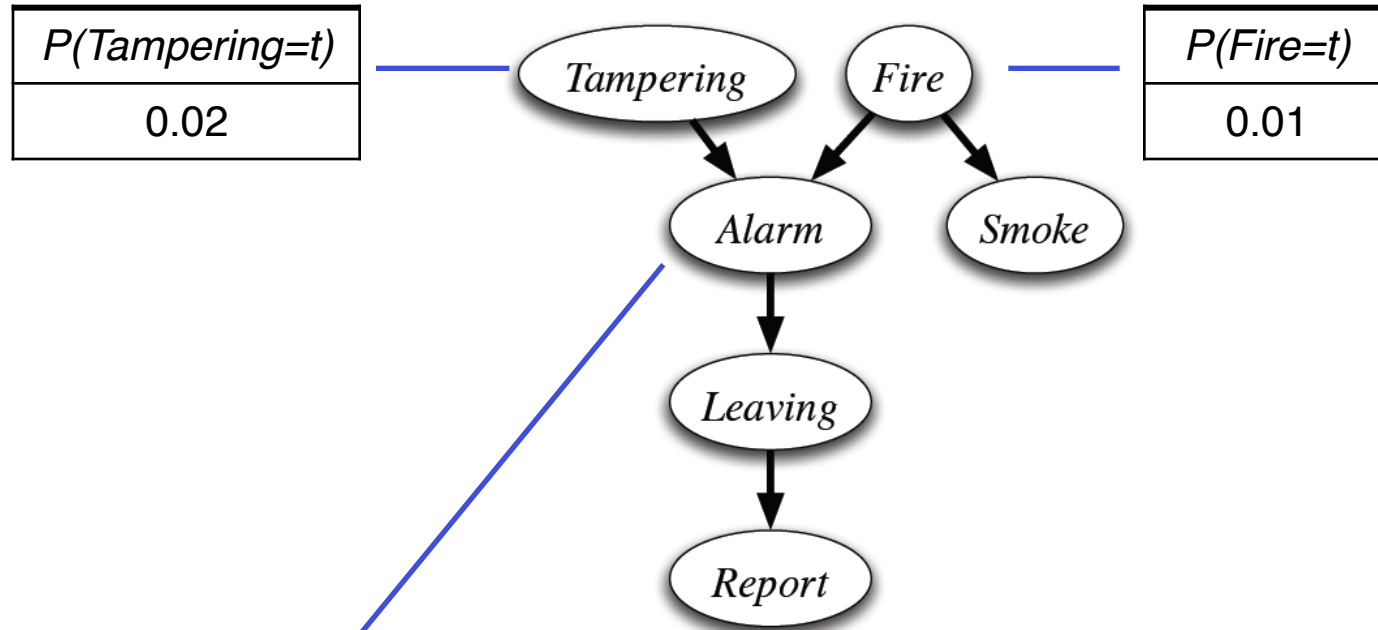 P(Tampering=t)
0.02
Tampering
Fire
P(Fire=t)
0.01
Alarm
Smoke
Leaving
Report